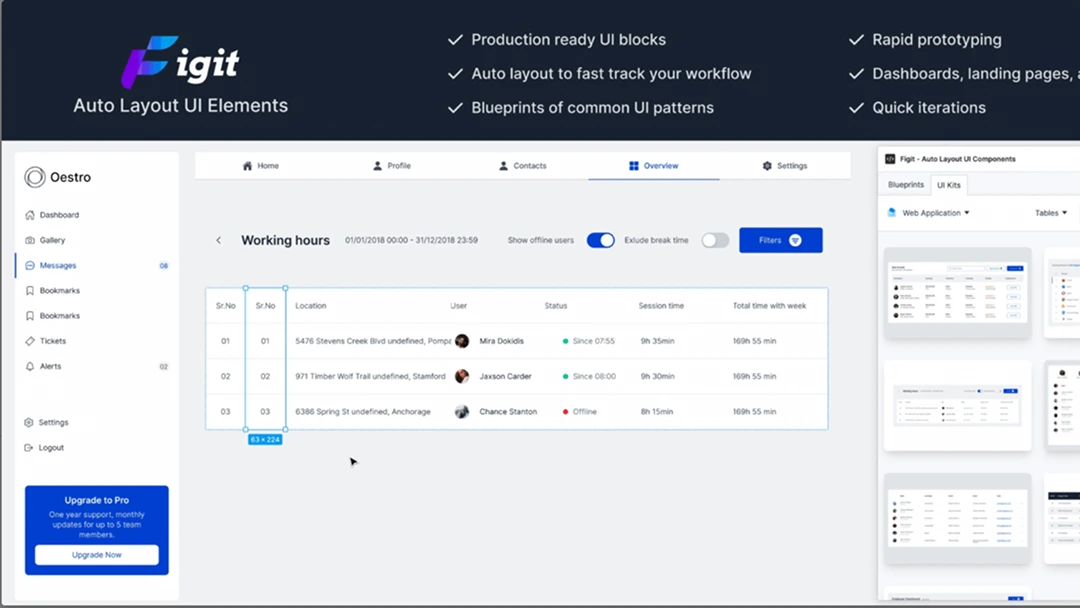 Figit
Auto Layout UI Elements
Production ready UI blocks
Auto layout to fast track your workflow
Blueprints of common UI patterns
Rapid prototyping
Dashboards, landing pages,
Quick iterations
Oestro
Dashboard
Gallery
Messages 08
Bookmarks
Bookmarks
Tickets
Alerts 02
Settings
Logout
Upgrade to Pro
One year support, monthly
updates for up to 5 team
members.
Upgrade Now
Home Profile Contacts Overview Settings
Working hours 01/01/2018 00:00 - 31/12/2018 23:59 Show offline users Exlude break time Filters
Sr.No Sr.No Location User Status Session time Total time with week
01 01 5476 Stevens Creek Blvd undefined, Pompa Mira Dokidis Since 07:55 9h 35min 169h 55 min
02 02 971 Timber Wolf Trail undefined, Stamford Jaxson Carder Since 08:00 9h 30min 169h 55 min
03 03 6386 Spring St undefined, Anchorage Chance Stanton Offline 8h 15min 169h 55 min
63 × 224
Figit - Auto Layout UI Components
Blueprints UI Kits
Web Application Tables